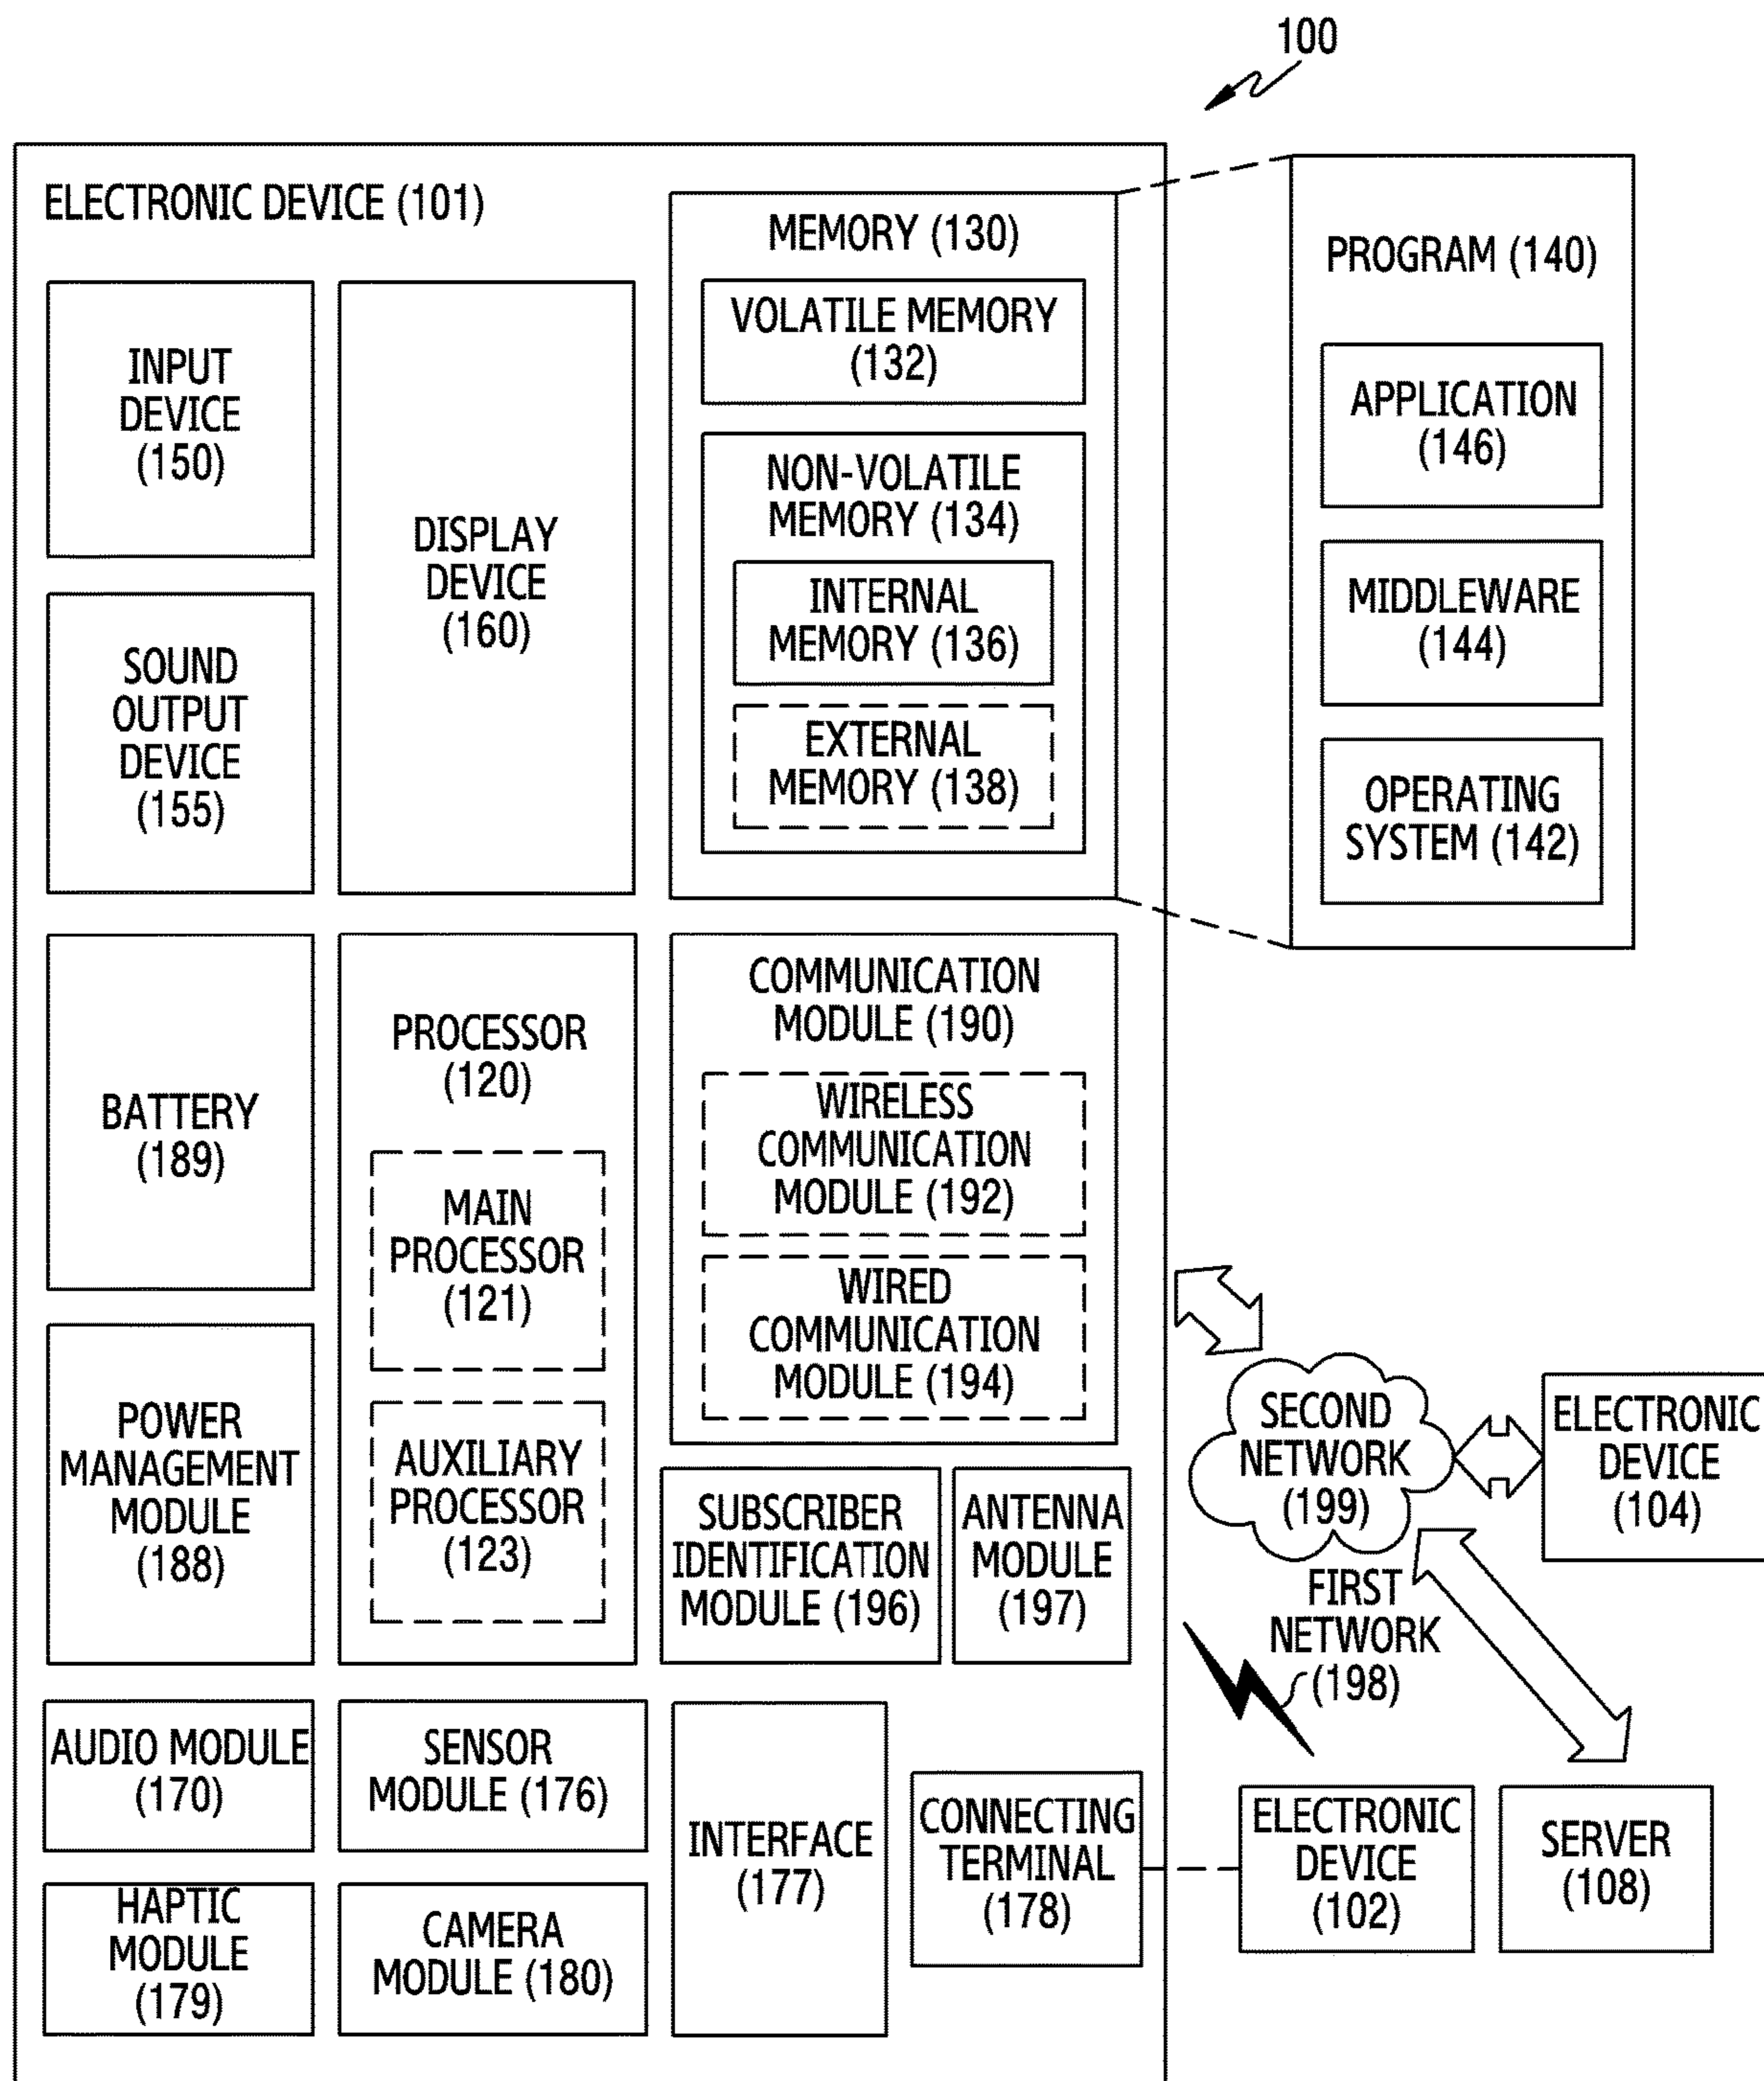 100
ELECTRONIC DEVICE (101)
INPUT
DEVICE
(150)
SOUND
OUTPUT
DEVICE
(155)
DISPLAY
DEVICE
(160)
MEMORY (130)
VOLATILE MEMORY
(132)
NON-VOLATILE
MEMORY (134)
INTERNAL
MEMORY (136)
EXTERNAL
MEMORY (138)
PROGRAM (140)
APPLICATION
(146)
MIDDLEWARE
(144)
OPERATING
SYSTEM (142)
BATTERY
(189)
POWER
MANAGEMENT
MODULE
(188)
PROCESSOR
(120)
MAIN
PROCESSOR
(121)
AUXILIARY
PROCESSOR
(123)
COMMUNICATION
MODULE (190)
WIRELESS
COMMUNICATION
MODULE (192)
WIRED
COMMUNICATION
MODULE (194)
SUBSCRIBER
IDENTIFICATION
MODULE (196)
ANTENNA
MODULE
(197)
SECOND
NETWORK
(199)
ELECTRONIC
DEVICE
(104)
FIRST
NETWORK
(198)
AUDIO MODULE
(170)
SENSOR
MODULE (176)
INTERFACE
(177)
CONNECTING
TERMINAL
(178)
ELECTRONIC
DEVICE
(102)
SERVER
(108)
HAPTIC
MODULE
(179)
CAMERA
MODULE (180)